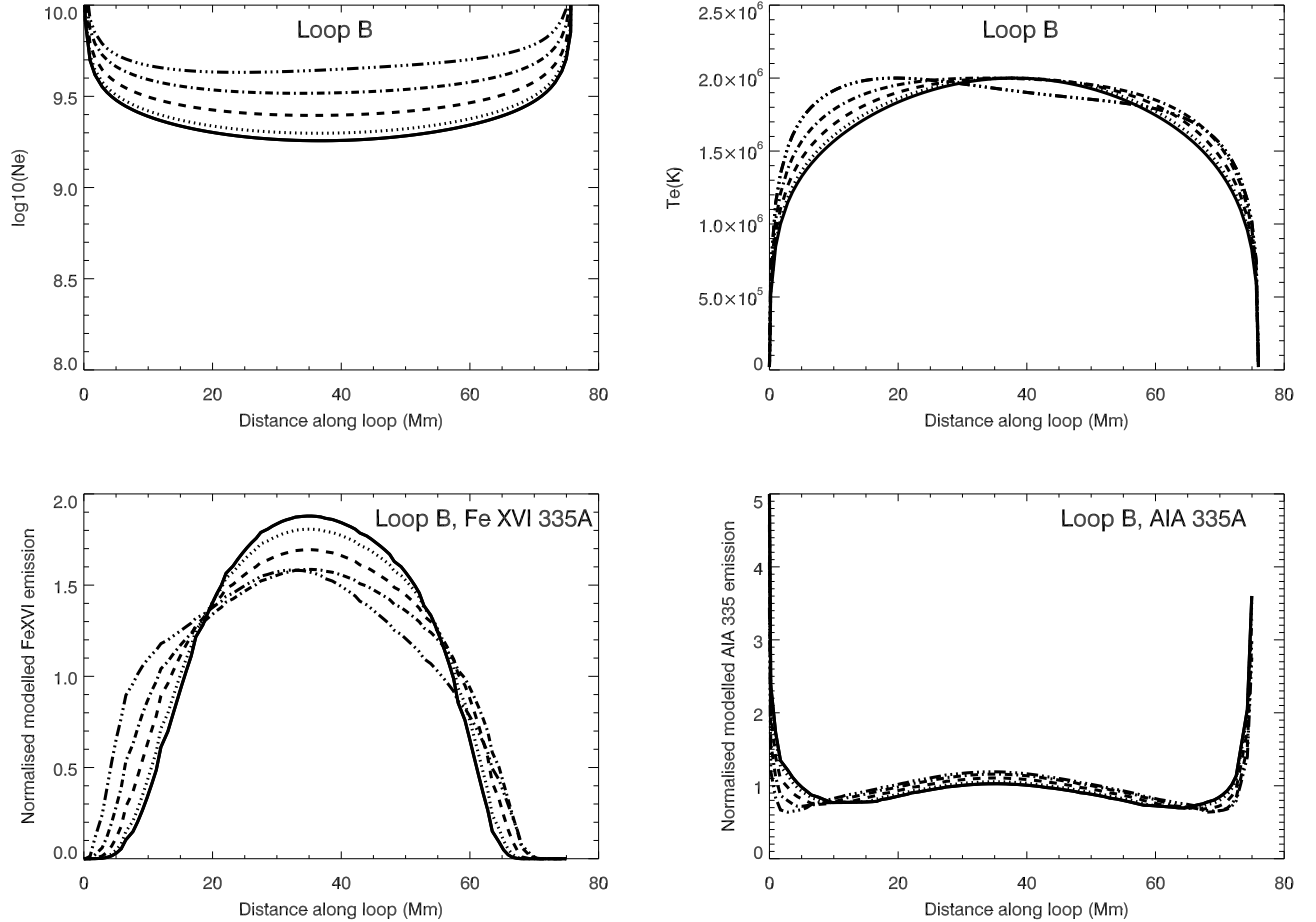 Loop B
log10(Ne)
10.0
9.5
9.0
8.5
8.0
0 20 40 60 80
Distance along loop (Mm)
Loop B
Te(K)
2.5×10⁶
2.0×10⁶
1.5×10⁶
1.0×10⁶
5.0×10⁵
0
0 20 40 60 80
Distance along loop (Mm)
Loop B, Fe XVI 335A
Normalised modelled FeXVI emission
2.0
1.5
1.0
0.5
0.0
0 20 40 60 80
Distance along loop (Mm)
Loop B, AIA 335A
Normalised modelled AIA 335 emission
5
4
3
2
1
0
0 20 40 60 80
Distance along loop (Mm)